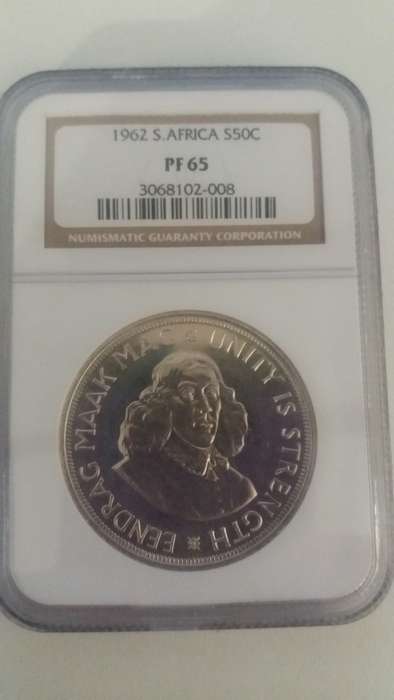 1962 S.AFRICA S50C
PF 65
3068102-008
NUMISMATIC GUARANTY CORPORATION
EENDRAG MAAK MAG UNITY IS STRENGTH